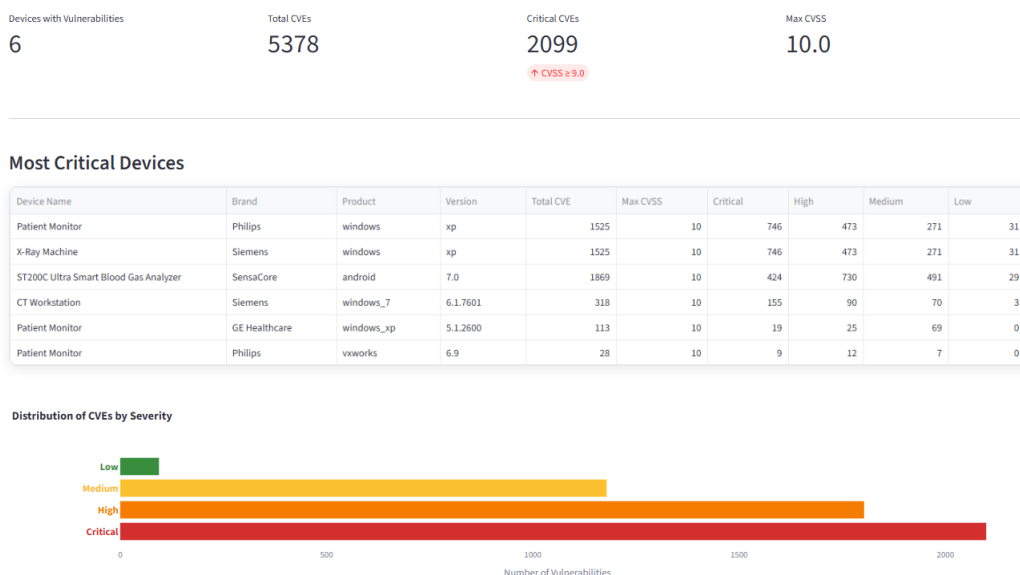 Devices with Vulnerabilities Total CVEs Critical CVEs Max CVSS
6 5378 2099 10.0
↑ CVSS ≥ 9.0
Most Critical Devices
Device Name Brand Product Version Total CVE Max CVSS Critical High Medium Low
Patient Monitor Philips windows xp 1525 10 746 473 271 31
X-Ray Machine Siemens windows xp 1525 10 746 473 271 31
ST200C Ultra Smart Blood Gas Analyzer SensaCore android 7.0 1869 10 424 730 491 29
CT Workstation Siemens windows_7 6.1.7601 318 10 155 90 70 3
Patient Monitor GE Healthcare windows_xp 5.1.2600 113 10 19 25 69 0
Patient Monitor Philips vxworks 6.9 28 10 9 12 7 0
Distribution of CVEs by Severity
Low
Medium
High
Critical
0 500 1000 1500 2000
Number of Vulnerabilities